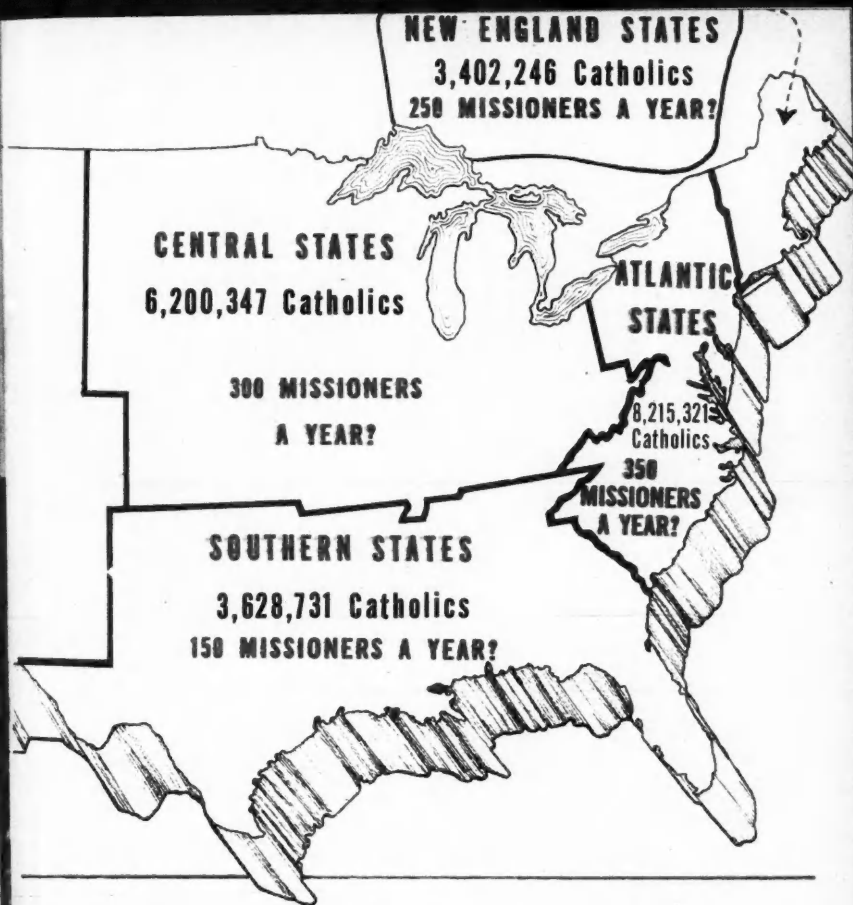 NEW ENGLAND STATES
3,402,246 Catholics
250 MISSIONERS A YEAR?
CENTRAL STATES
6,200,347 Catholics
300 MISSIONERS
A YEAR?
ATLANTIC
STATES
8,215,321
Catholics
350
MISSIONERS
A YEAR?
SOUTHERN STATES
3,628,731 Catholics
150 MISSIONERS A YEAR?